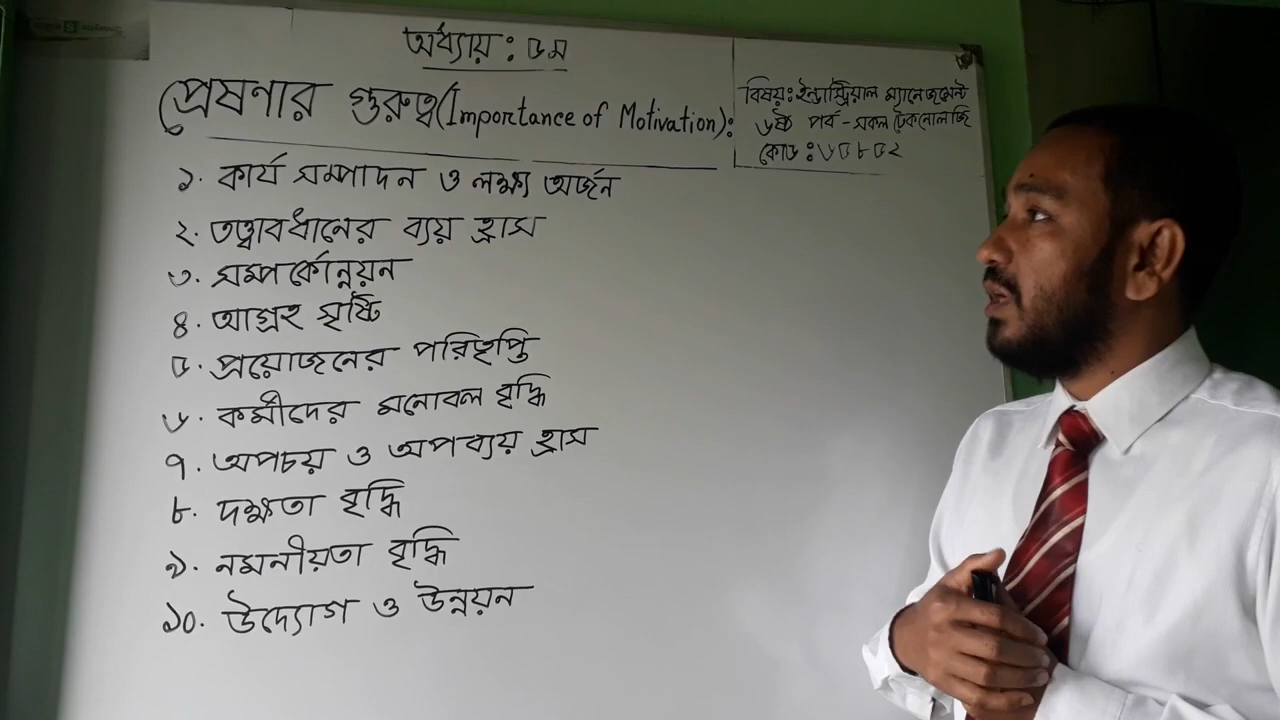 অধ্যায় : ৫ম
প্রেষণার গুরুত্ব (Importance of Motivation):
বিষয়: ইন্ডাস্ট্রিয়াল ম্যানেজমেন্ট
৬ষ্ঠ পর্ব - সকল টেকনোলজি
কোড : ৬৫৮৫২
১. কার্য সম্পাদন ও লক্ষ্য অর্জন
২. তত্ত্বাবধানের ব্যয় হ্রাস
৩. সম্পর্কোন্নয়ন
৪. আগ্রহ সৃষ্টি
৫. প্রয়োজনের পরিতৃপ্তি
৬. কর্মীদের মনোবল বৃদ্ধি
৭. অপচয় ও অপব্যয় হ্রাস
৮. দক্ষতা বৃদ্ধি
৯. নমনীয়তা বৃদ্ধি
১০. উদ্যোগ ও উন্নয়ন